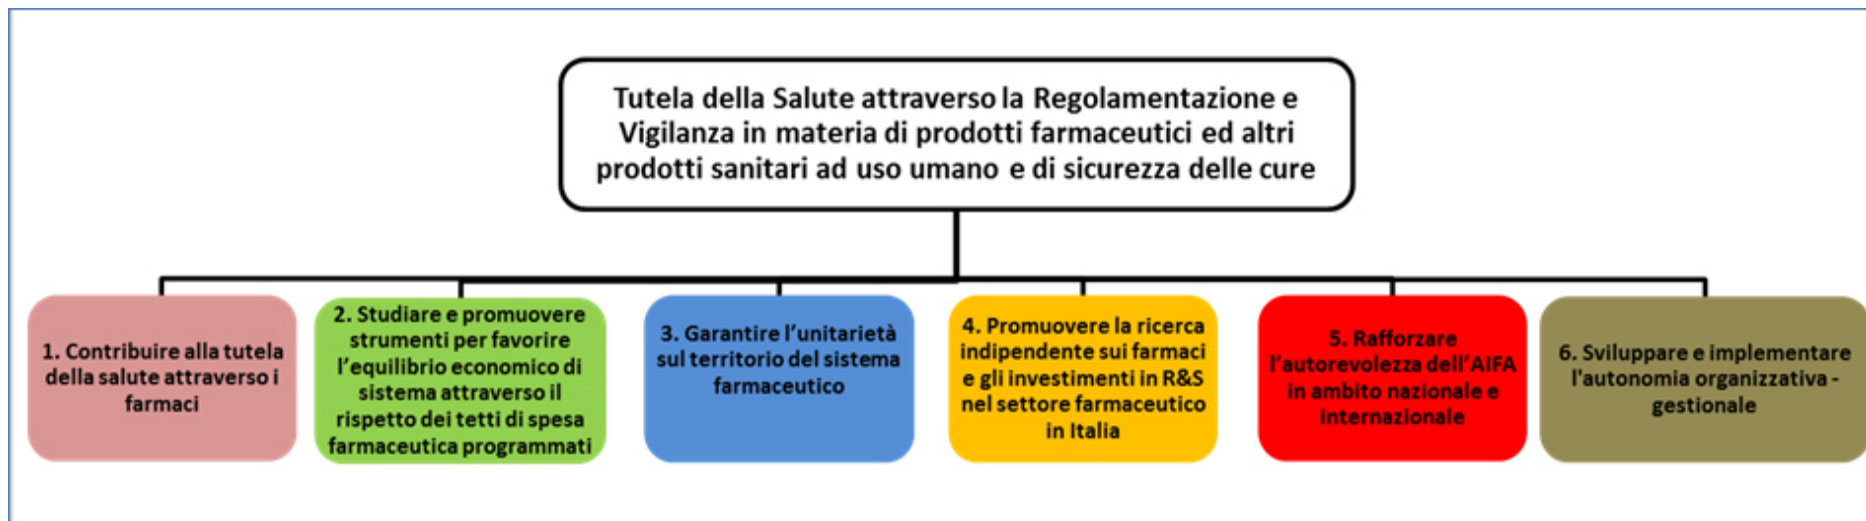 Tutela della Salute attraverso la Regolamentazione e
Vigilanza in materia di prodotti farmaceutici ed altri
prodotti sanitari ad uso umano e di sicurezza delle cure
1. Contribuire alla tutela
della salute attraverso i
farmaci
2. Studiare e promuovere
strumenti per favorire
l’equilibrio economico di
sistema attraverso il
rispetto dei tetti di spesa
farmaceutica programmati
3. Garantire l’unitarietà
sul territorio del sistema
farmaceutico
4. Promuovere la ricerca
indipendente sui farmaci
e gli investimenti in R&S
nel settore farmaceutico
in Italia
5. Rafforzare
l’autorevolezza dell’AIFA
in ambito nazionale e
internazionale
6. Sviluppare e implementare
l'autonomia organizzativa -
gestionale